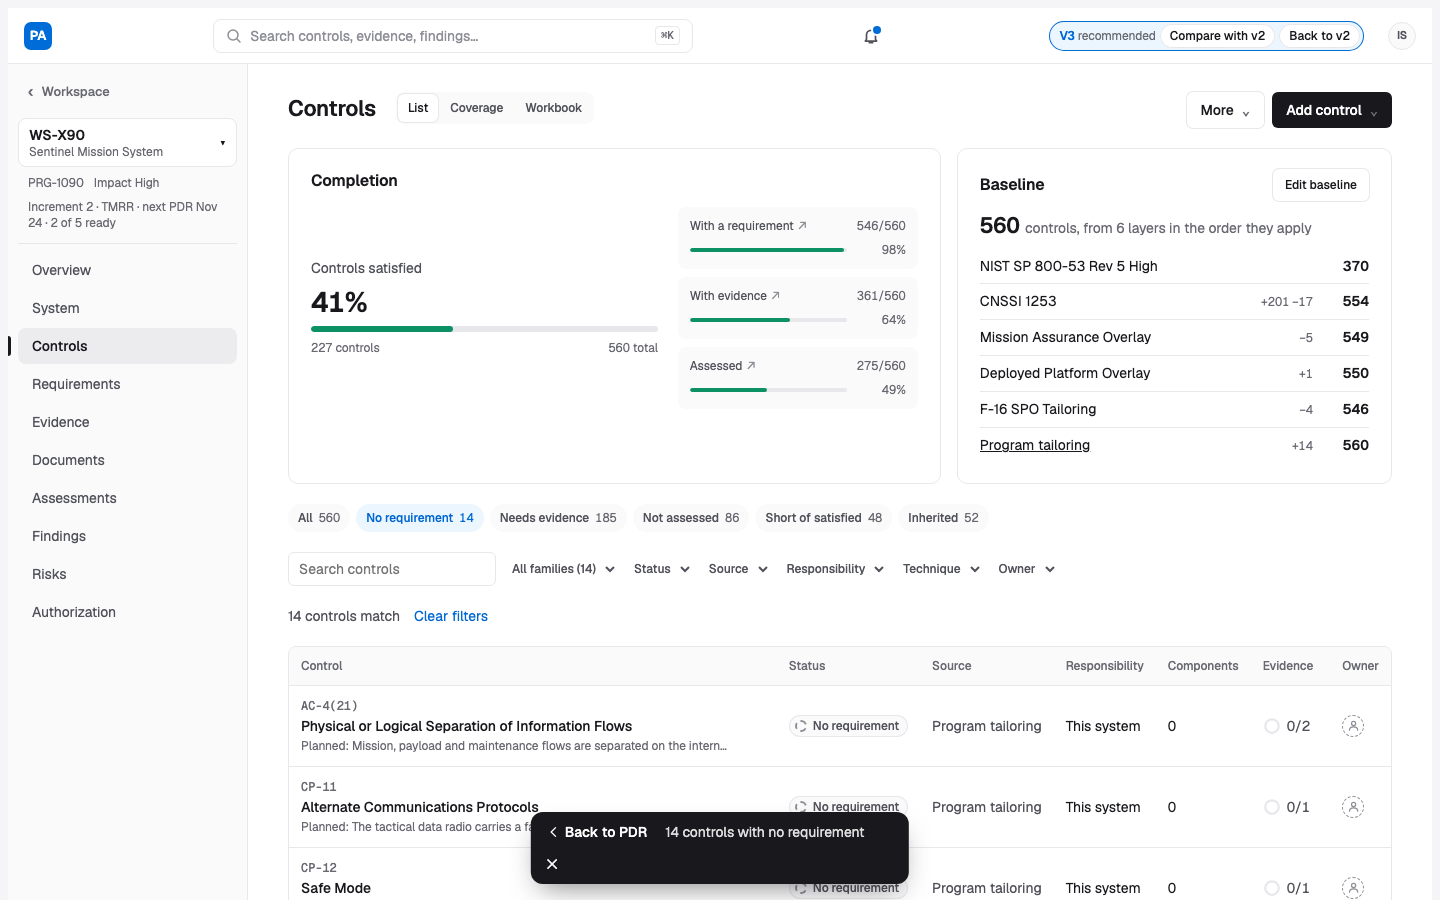 PA
Search controls, evidence, findings...
⌘K
V3 recommended
Compare with v2
Back to v2
IS
Workspace
WS-X90
Sentinel Mission System
PRG-1090 Impact High
Increment 2 · TMRR · next PDR Nov
24 · 2 of 5 ready
Overview
System
Controls
Requirements
Evidence
Documents
Assessments
Findings
Risks
Authorization
Controls
List
Coverage
Workbook
More
Add control
Completion
Controls satisfied
41%
227 controls
560 total
With a requirement ↗ 546/560
98%
With evidence ↗ 361/560
64%
Assessed ↗ 275/560
49%
Baseline
Edit baseline
560 controls, from 6 layers in the order they apply
NIST SP 800-53 Rev 5 High 370
CNSSI 1253 +201 −17 554
Mission Assurance Overlay −5 549
Deployed Platform Overlay +1 550
F-16 SPO Tailoring −4 546
Program tailoring +14 560
All 560
No requirement 14
Needs evidence 185
Not assessed 86
Short of satisfied 48
Inherited 52
Search controls
All families (14)
Status
Source
Responsibility
Technique
Owner
14 controls match
Clear filters
Control Status Source Responsibility Components Evidence Owner
AC-4(21)
Physical or Logical Separation of Information Flows
Planned: Mission, payload and maintenance flows are separated on the intern...
No requirement
Program tailoring
This system
0
0/2
CP-11
Alternate Communications Protocols
Planned: The tactical data radio carries a fa
No requirement
Program tailoring
This system
0
0/1
CP-12
Safe Mode
No requirement
Program tailoring
This system
0
0/1
Back to PDR
14 controls with no requirement